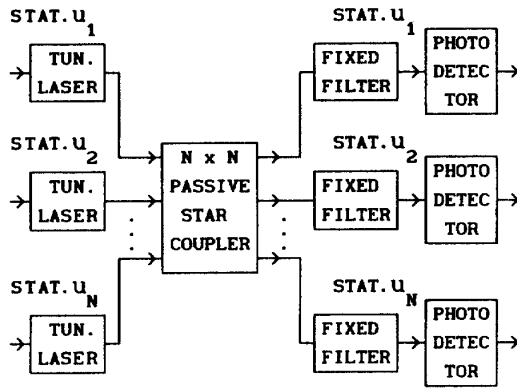 STAT.U1
TUN.
LASER
STAT.U2
TUN.
LASER
STAT.UN
TUN.
LASER
N x N
PASSIVE
STAR
COUPLER
STAT.U1
FIXED
FILTER
PHOTO
DETEC
TOR
STAT.U2
FIXED
FILTER
PHOTO
DETEC
TOR
STAT.UN
FIXED
FILTER
PHOTO
DETEC
TOR